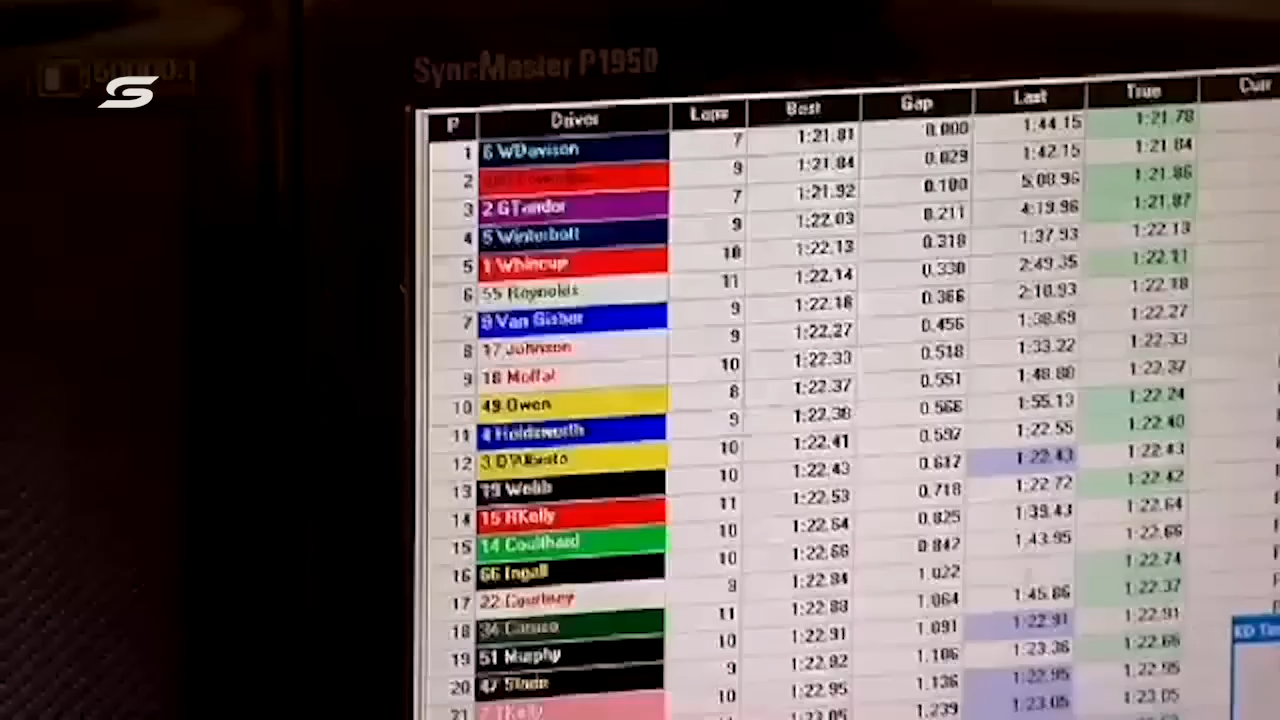 SyncMaster P1950
P Driver Laps Best Gap Last True Curr
1 6 WDavison 7 1:21.81 0.000 1:44.15 1:21.78
2 9 1:21.84 0.029 1:42.15 1:21.84
3 2 GTander 7 1:21.92 0.100 5:08.96 1:21.86
4 5 Winterbott 9 1:22.03 0.211 4:19.96 1:21.87
5 1 Whincup 10 1:22.13 0.318 1:37.93 1:22.13
6 55 Reynolds 11 1:22.14 0.330 2:49.35 1:22.11
7 9 Van Gisber 9 1:22.18 0.366 2:10.93 1:22.18
8 17 Johnson 9 1:22.27 0.456 1:38.69 1:22.27
9 18 Moffat 10 1:22.33 0.518 1:33.22 1:22.33
10 49 Owen 8 1:22.37 0.551 1:48.80 1:22.37
11 4 Holdsworth 9 1:22.38 0.566 1:55.13 1:22.24
12 3 D'Alberto 10 1:22.41 0.592 1:22.55 1:22.40
13 19 Webb 10 1:22.43 0.617 1:22.43 1:22.43
14 15 RKelly 11 1:22.53 0.718 1:22.72 1:22.42
15 14 Coulthard 10 1:22.64 0.825 1:39.43 1:22.64
16 66 Ingall 10 1:22.66 0.842 1:43.95 1:22.66
17 22 Courtney 9 1:22.84 1.022 1:22.74
18 34 Caruso 11 1:22.88 1.064 1:45.86 1:22.37
19 51 Murphy 10 1:22.91 1.091 1:22.91 1:22.91
20 47 Slade 9 1:22.92 1.106 1:23.36 1:22.66
21 7 TKelly 10 1:22.95 1.136 1:22.95 1:22.95
1:23.05 1.239 1:23.05 1:23.05